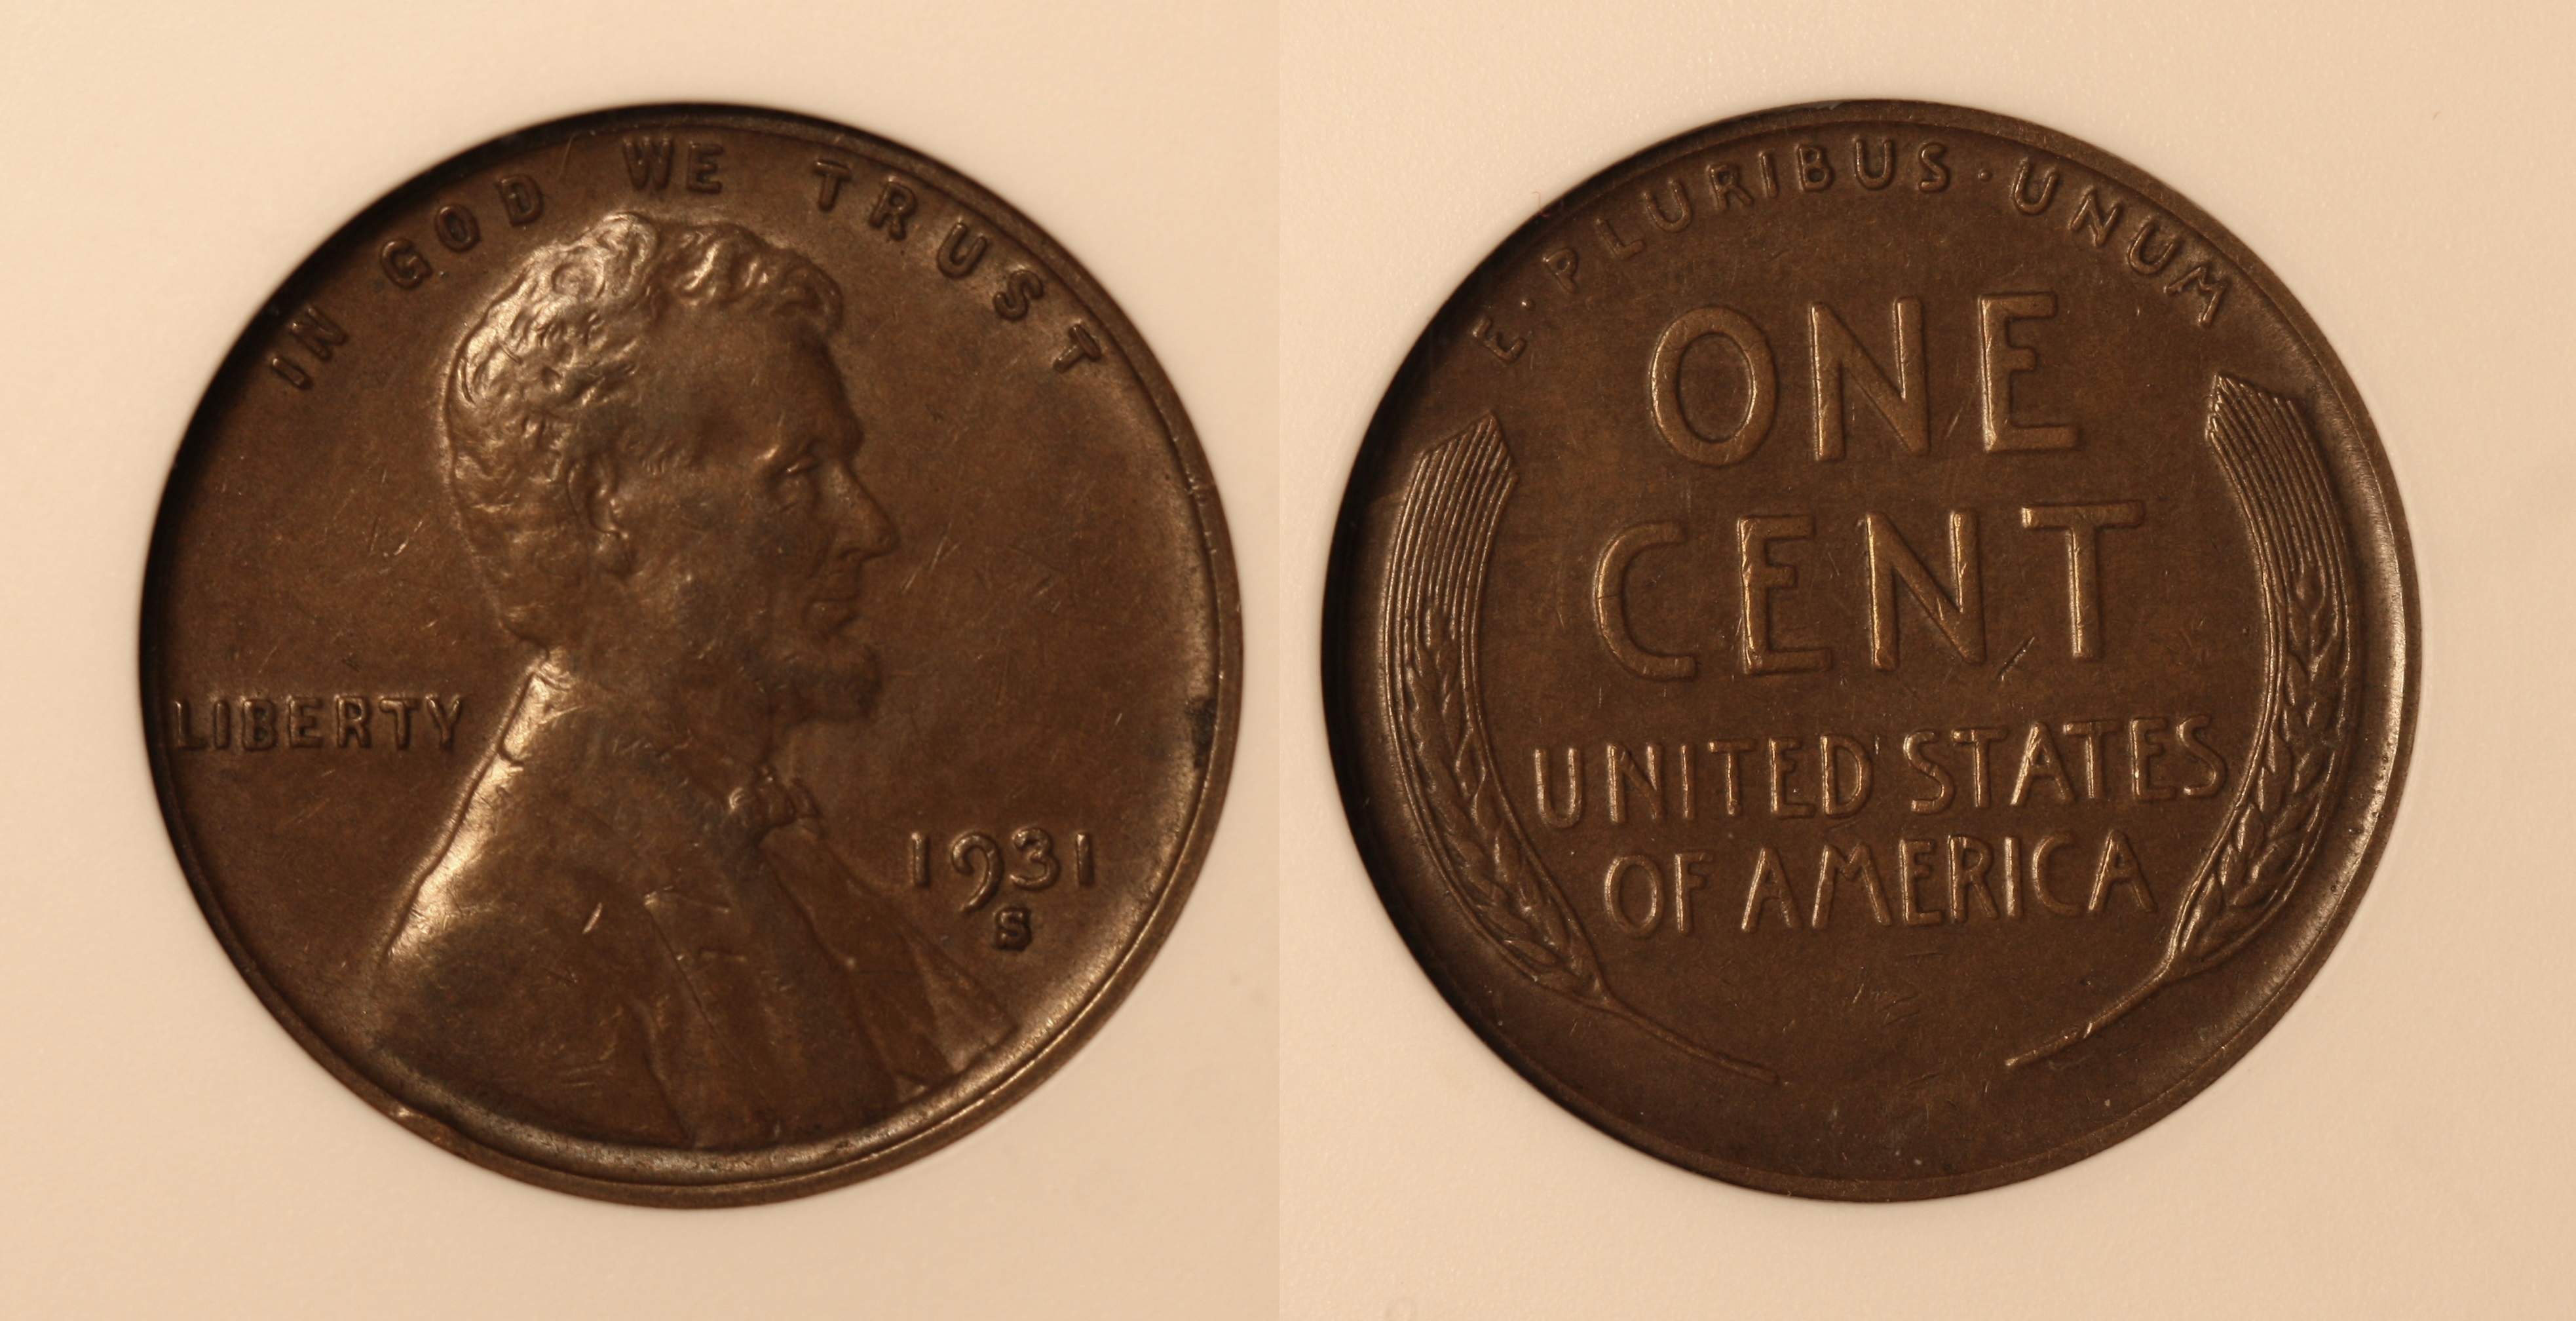 IN GOD WE TRUST
LIBERTY
1931
S
E·PLURIBUS·UNUM
ONE
CENT
UNITED STATES
OF AMERICA